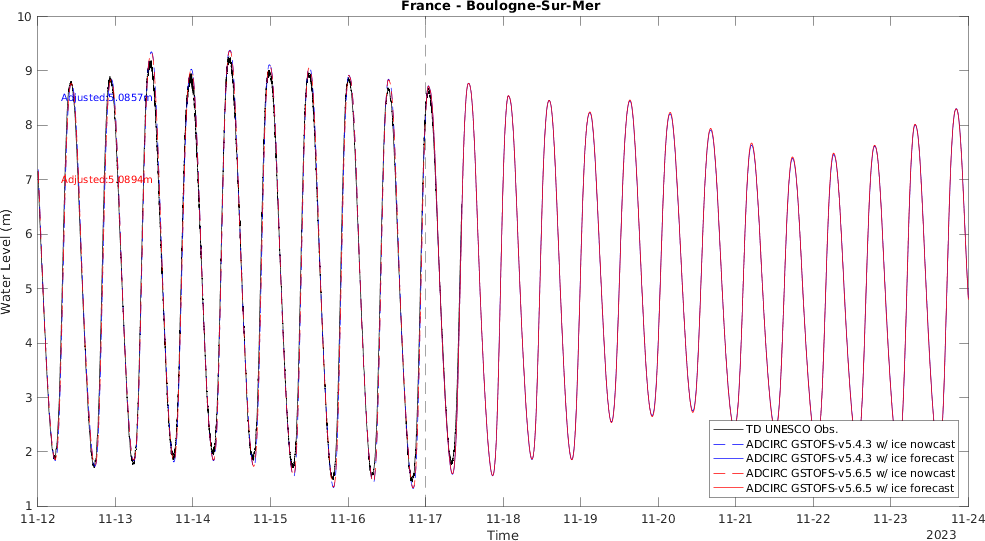 France - Boulogne-Sur-Mer
Water Level (m)
10
9
8
7
6
5
4
3
2
1
Adjusted:5.0857m
Adjusted:5.0894m
TD UNESCO Obs.
ADCIRC GSTOFS-v5.4.3 w/ ice nowcast
ADCIRC GSTOFS-v5.4.3 w/ ice forecast
ADCIRC GSTOFS-v5.6.5 w/ ice nowcast
ADCIRC GSTOFS-v5.6.5 w/ ice forecast
11-12 11-13 11-14 11-15 11-16 11-17 11-18 11-19 11-20 11-21 11-22 11-23 11-24
Time
2023